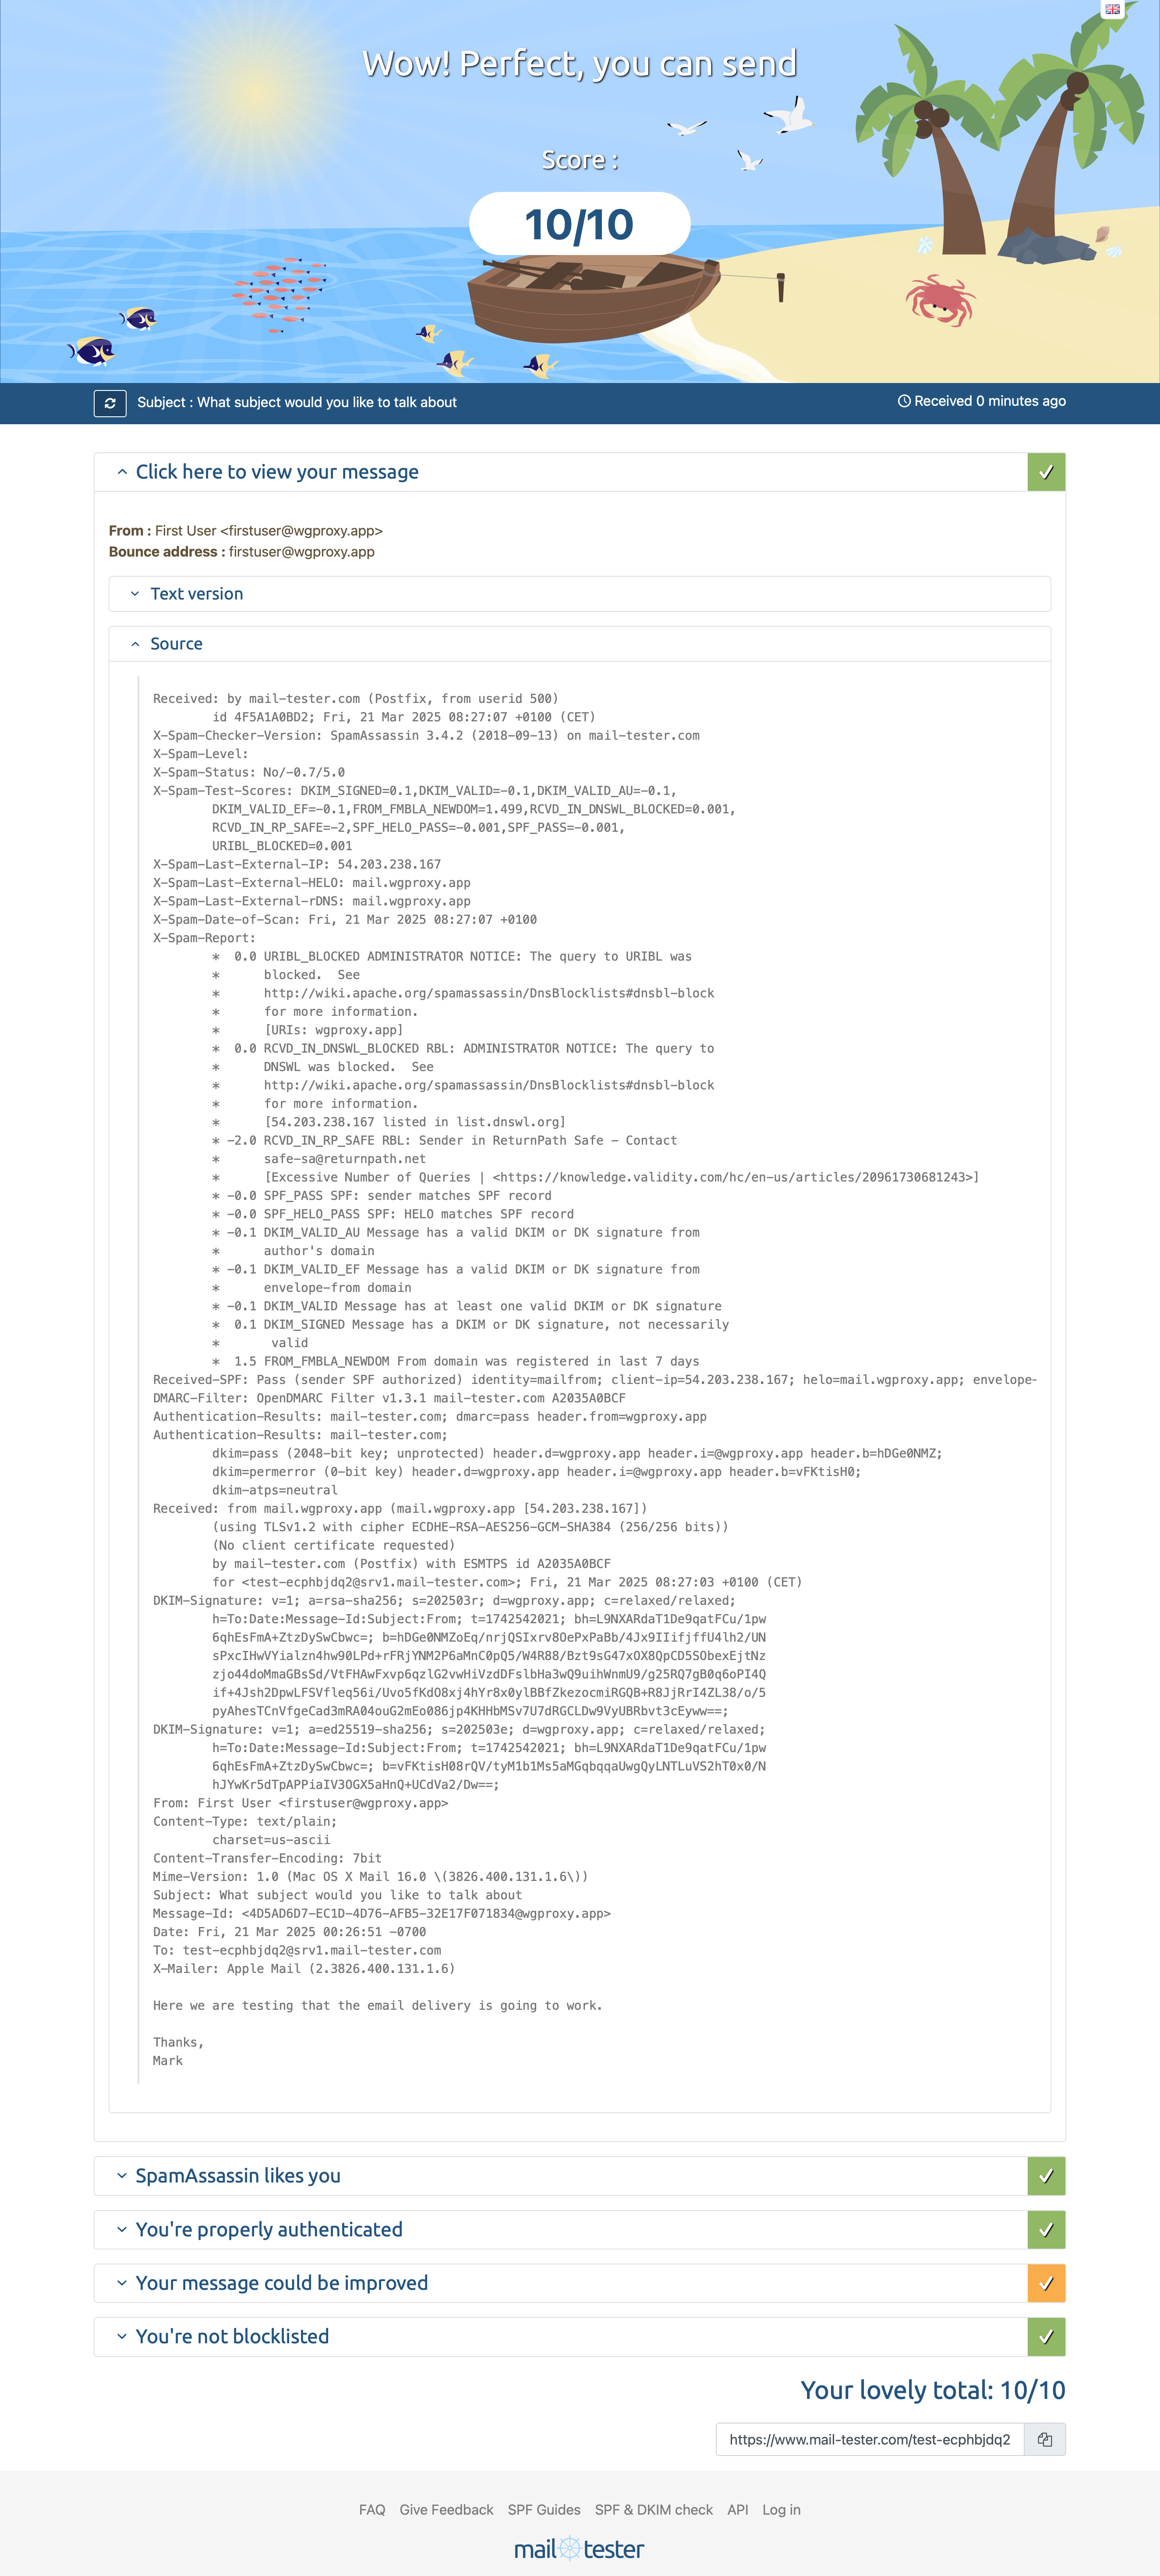 Wow! Perfect, you can send
Score :
10/10
Subject : What subject would you like to talk about
Received 0 minutes ago
Click here to view your message
From : First User <firstuser@wgproxy.app>
Bounce address : firstuser@wgproxy.app
Text version
Source
Received: by mail-tester.com (Postfix, from userid 500)
id 4F5A1A0BD2; Fri, 21 Mar 2025 08:27:07 +0100 (CET)
X-Spam-Checker-Version: SpamAssassin 3.4.2 (2018-09-13) on mail-tester.com
X-Spam-Level:
X-Spam-Status: No/-0.7/5.0
X-Spam-Test-Scores: DKIM_SIGNED=0.1,DKIM_VALID=-0.1,DKIM_VALID_AU=-0.1,
DKIM_VALID_EF=-0.1,FROM_FMBLA_NEWDOM=1.499,RCVD_IN_DNSWL_BLOCKED=0.001,
RCVD_IN_RP_SAFE=-2,SPF_HELO_PASS=-0.001,SPF_PASS=-0.001,
URIBL_BLOCKED=0.001
X-Spam-Last-External-IP: 54.203.238.167
X-Spam-Last-External-HELO: mail.wgproxy.app
X-Spam-Last-External-rDNS: mail.wgproxy.app
X-Spam-Date-of-Scan: Fri, 21 Mar 2025 08:27:07 +0100
X-Spam-Report:
*  0.0 URIBL_BLOCKED ADMINISTRATOR NOTICE: The query to URIBL was
*      blocked.  See
*      http://wiki.apache.org/spamassassin/DnsBlocklists#dnsbl-block
*      for more information.
*      [URIs: wgproxy.app]
*  0.0 RCVD_IN_DNSWL_BLOCKED RBL: ADMINISTRATOR NOTICE: The query to
*      DNSWL was blocked.  See
*      http://wiki.apache.org/spamassassin/DnsBlocklists#dnsbl-block
*      for more information.
*      [54.203.238.167 listed in list.dnswl.org]
* -2.0 RCVD_IN_RP_SAFE RBL: Sender in ReturnPath Safe - Contact
*      safe-sa@returnpath.net
*      [Excessive Number of Queries | <https://knowledge.validity.com/hc/en-us/articles/20961730681243>]
* -0.0 SPF_PASS SPF: sender matches SPF record
* -0.0 SPF_HELO_PASS SPF: HELO matches SPF record
* -0.1 DKIM_VALID_AU Message has a valid DKIM or DK signature from
*      author's domain
* -0.1 DKIM_VALID_EF Message has a valid DKIM or DK signature from
*      envelope-from domain
* -0.1 DKIM_VALID Message has at least one valid DKIM or DK signature
*  0.1 DKIM_SIGNED Message has a DKIM or DK signature, not necessarily
*       valid
*  1.5 FROM_FMBLA_NEWDOM From domain was registered in last 7 days
Received-SPF: Pass (sender SPF authorized) identity=mailfrom; client-ip=54.203.238.167; helo=mail.wgproxy.app; envelope-
DMARC-Filter: OpenDMARC Filter v1.3.1 mail-tester.com A2035A0BCF
Authentication-Results: mail-tester.com; dmarc=pass header.from=wgproxy.app
Authentication-Results: mail-tester.com;
dkim=pass (2048-bit key; unprotected) header.d=wgproxy.app header.i=@wgproxy.app header.b=hDGe0NMZ;
dkim=permerror (0-bit key) header.d=wgproxy.app header.i=@wgproxy.app header.b=vFKtisH0;
dkim-atps=neutral
Received: from mail.wgproxy.app (mail.wgproxy.app [54.203.238.167])
(using TLSv1.2 with cipher ECDHE-RSA-AES256-GCM-SHA384 (256/256 bits))
(No client certificate requested)
by mail-tester.com (Postfix) with ESMTPS id A2035A0BCF
for <test-ecphbjdq2@srv1.mail-tester.com>; Fri, 21 Mar 2025 08:27:03 +0100 (CET)
DKIM-Signature: v=1; a=rsa-sha256; s=202503r; d=wgproxy.app; c=relaxed/relaxed;
h=To:Date:Message-Id:Subject:From; t=1742542021; bh=L9NXARdaT1De9qatFCu/1pw
6qhEsFmA+ZtzDySwCbwc=; b=hDGe0NMZoEq/nrjQSIxrv8OePxPaBb/4Jx9IIifjffU4lh2/UN
sPxcIHwVYialzn4hw90LPd+rFRjYNM2P6aMnC0pQ5/W4R88/Bzt9sG47xOX8QpCD5SObexEjtNz
zjo44doMmaGBsSd/VtFHAwFxvp6qzlG2vwHiVzdDFslbHa3wQ9uihWnmU9/g25RQ7gB0q6oPI4Q
if+4Jsh2DpwLFSVfleq56i/Uvo5fKdO8xj4hYr8x0ylBBfZkezocmiRGQB+R8JjRrI4ZL38/o/5
pyAhesTCnVfgeCad3mRA04ouG2mEo086jp4KHHbMSv7U7dRGCLDw9VyUBRbvt3cEyww==;
DKIM-Signature: v=1; a=ed25519-sha256; s=202503e; d=wgproxy.app; c=relaxed/relaxed;
h=To:Date:Message-Id:Subject:From; t=1742542021; bh=L9NXARdaT1De9qatFCu/1pw
6qhEsFmA+ZtzDySwCbwc=; b=vFKtisH08rQV/tyM1b1Ms5aMGqbqqaUwgQyLNTLuVS2hT0x0/N
hJYwKr5dTpAPPiaIV3OGX5aHnQ+UCdVa2/Dw==;
From: First User <firstuser@wgproxy.app>
Content-Type: text/plain;
charset=us-ascii
Content-Transfer-Encoding: 7bit
Mime-Version: 1.0 (Mac OS X Mail 16.0 \(3826.400.131.1.6\))
Subject: What subject would you like to talk about
Message-Id: <4D5AD6D7-EC1D-4D76-AFB5-32E17F071834@wgproxy.app>
Date: Fri, 21 Mar 2025 00:26:51 -0700
To: test-ecphbjdq2@srv1.mail-tester.com
X-Mailer: Apple Mail (2.3826.400.131.1.6)
Here we are testing that the email delivery is going to work.
Thanks,
Mark
SpamAssassin likes you
You're properly authenticated
Your message could be improved
You're not blocklisted
Your lovely total: 10/10
https://www.mail-tester.com/test-ecphbjdq2
FAQ Give Feedback SPF Guides SPF & DKIM check API Log in
mail tester